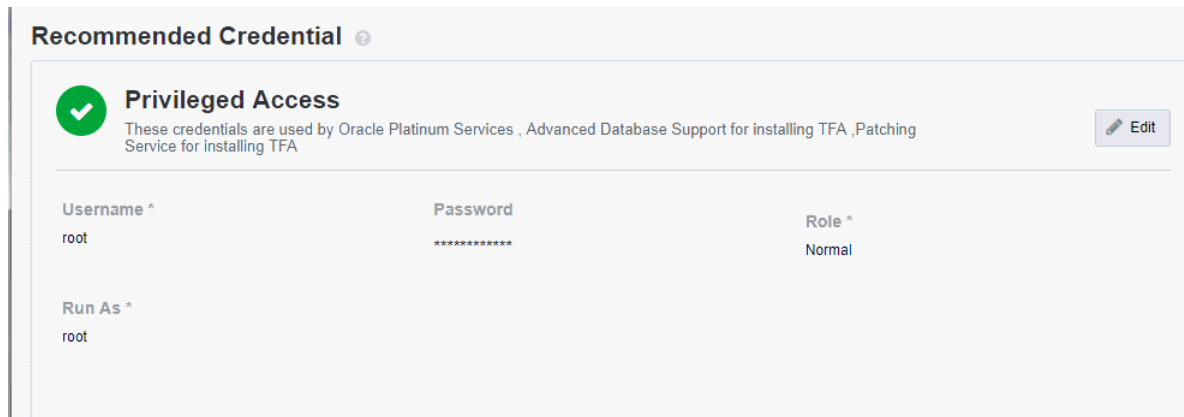 Recommended Credential
Privileged Access
These credentials are used by Oracle Platinum Services , Advanced Database Support for installing TFA ,Patching
Service for installing TFA
Edit
Username *
Password
Role *
root
************
Normal
Run As *
root